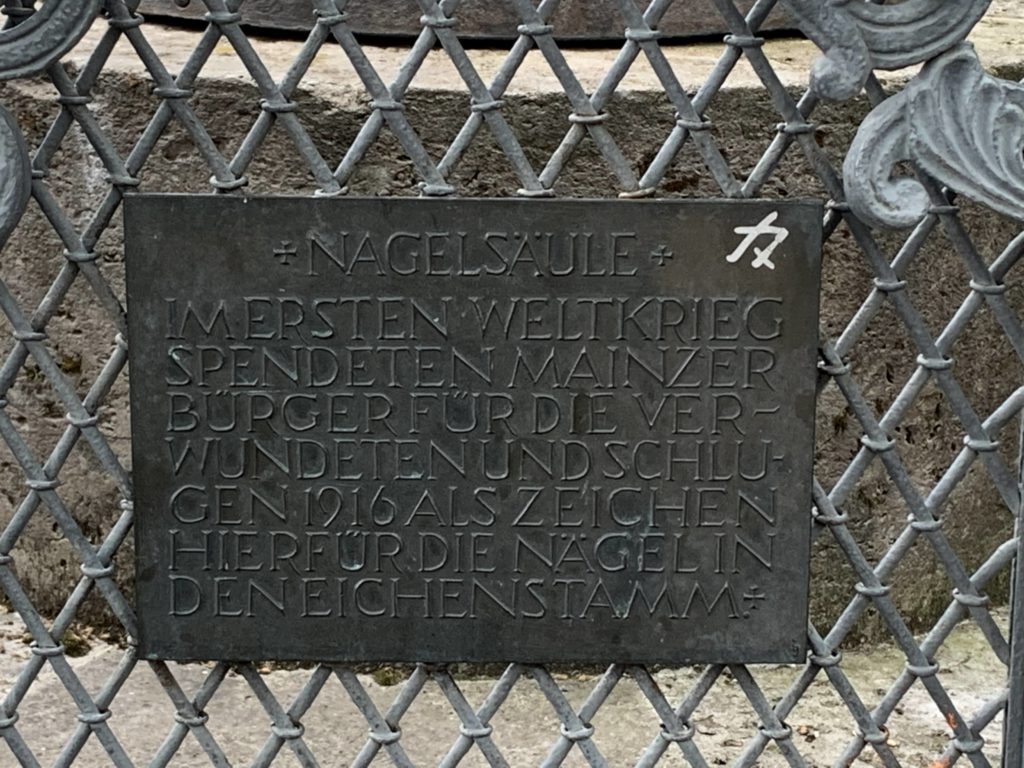 + NAGELSÄULE +
IM ERSTEN WELTKRIEG
SPENDETEN MAINZER
BÜRGER FÜR DIE VER-
WUNDETEN UND SCHLU-
GEN 1916 ALS ZEICHEN
HIERFÜR DIE NÄGEL IN
DEN EICHENSTAMM.+